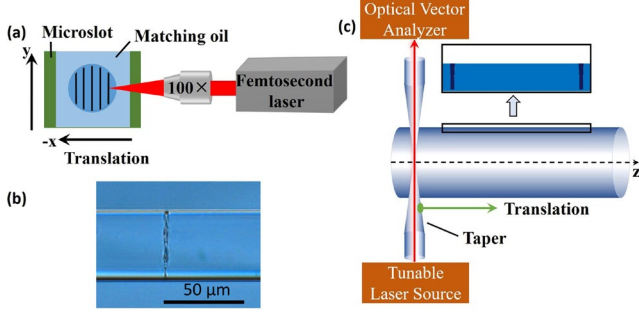 (a)
Microslot
Matching oil
y
100×
Femtosecond
laser
-x
Translation
(b)
50 µm
(c)
Optical Vector
Analyzer
z
Translation
Taper
Tunable
Laser Source